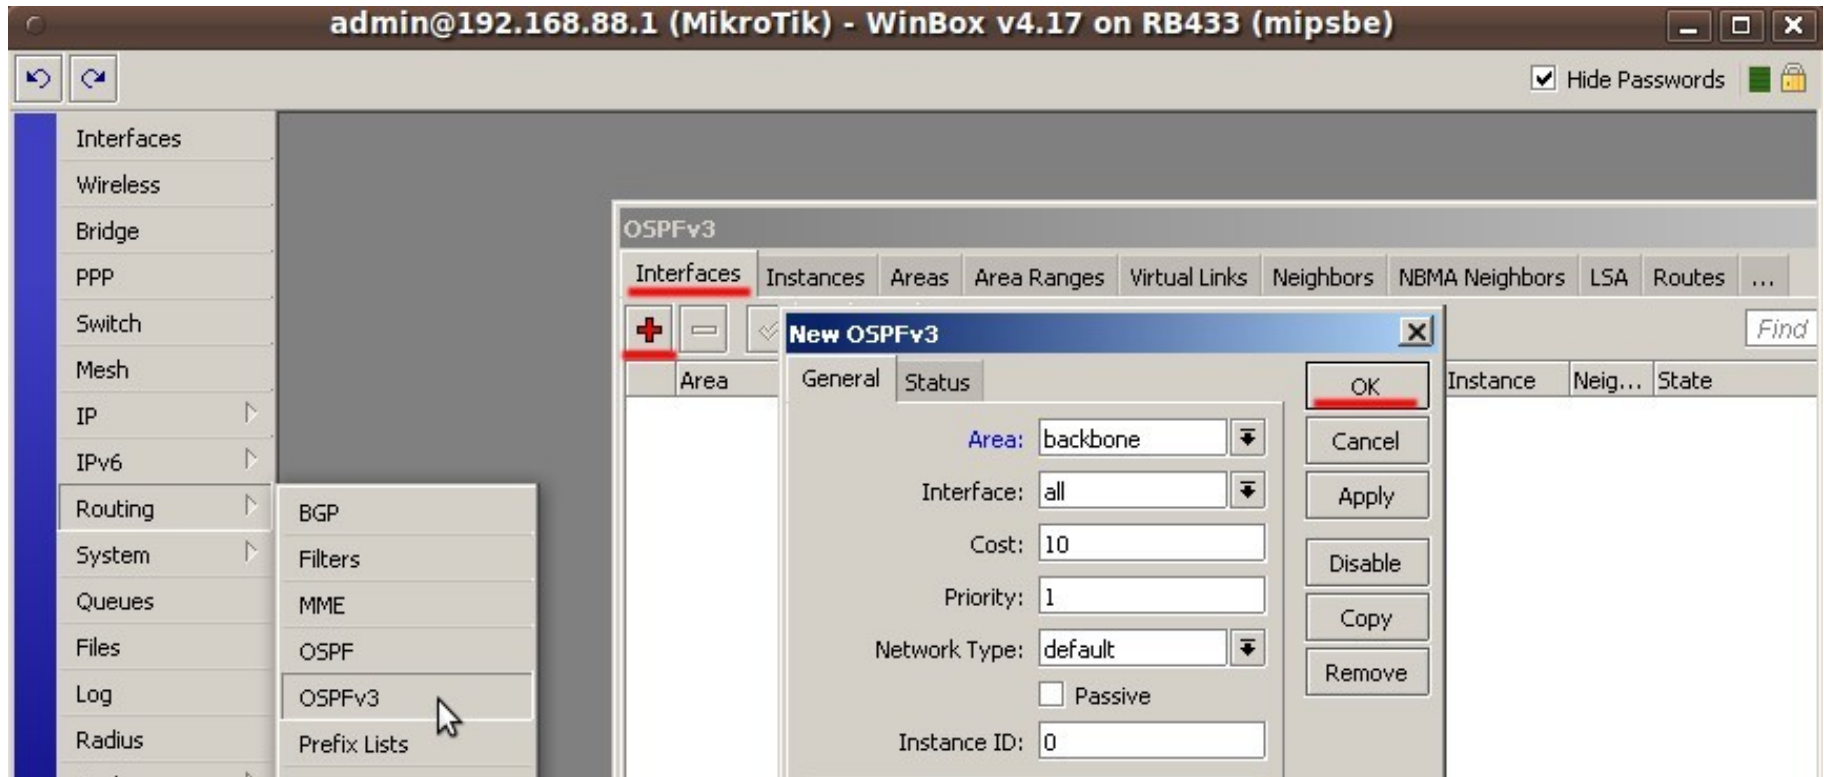 admin@192.168.88.1 (MikroTik) - WinBox v4.17 on RB433 (mipsbe)
Hide Passwords
Interfaces
Wireless
Bridge
PPP
Switch
Mesh
IP
IPv6
Routing
System
Queues
Files
Log
Radius
BGP
Filters
MME
OSPF
OSPFv3
Prefix Lists
OSPFv3
Interfaces Instances Areas Area Ranges Virtual Links Neighbors NBMA Neighbors LSA Routes ...
Find
Area Instance Neig... State
New OSPFv3
General Status
Area: backbone
Interface: all
Cost: 10
Priority: 1
Network Type: default
Passive
Instance ID: 0
OK
Cancel
Apply
Disable
Copy
Remove